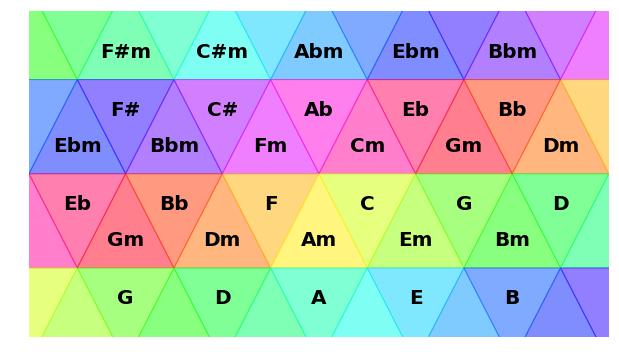 F#m C#m Abm Ebm Bbm
F# C# Ab Eb Bb
Ebm Bbm Fm Cm Gm Dm
Eb Bb F C G D
Gm Dm Am Em Bm
G D A E B